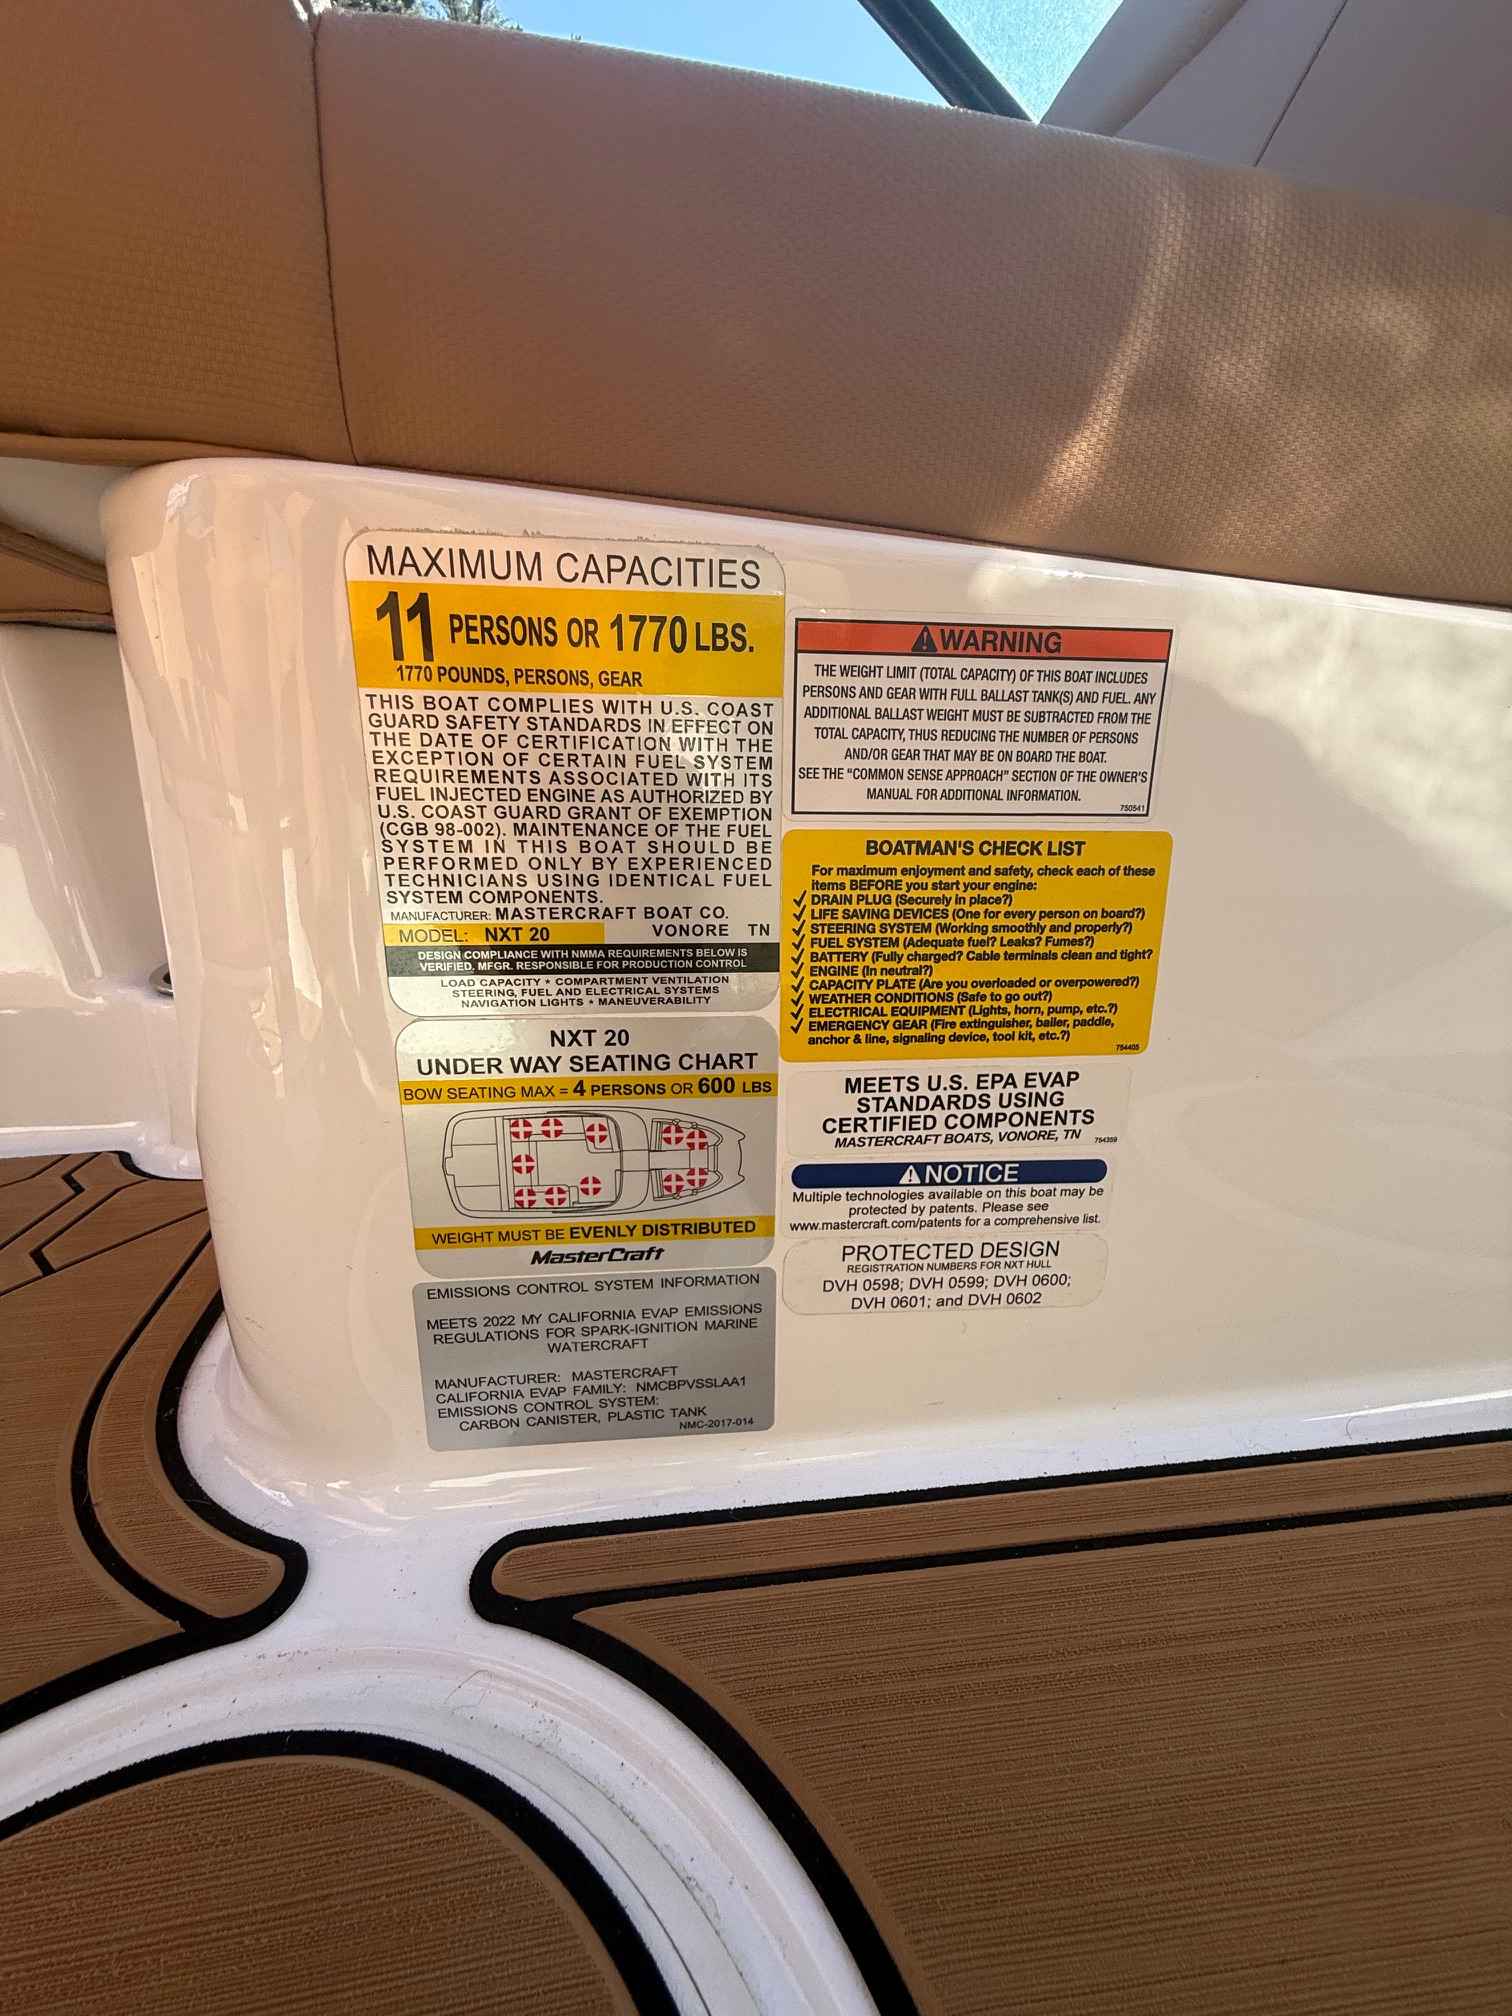 MAXIMUM CAPACITIES
11 PERSONS OR 1770 LBS.
1770 POUNDS, PERSONS, GEAR
THIS BOAT COMPLIES WITH U.S. COAST
GUARD SAFETY STANDARDS IN EFFECT ON
THE DATE OF CERTIFICATION WITH THE
EXCEPTION OF CERTAIN FUEL SYSTEM
REQUIREMENTS ASSOCIATED WITH ITS
FUEL INJECTED ENGINE AS AUTHORIZED BY
U.S. COAST GUARD GRANT OF EXEMPTION
(CGB 98-002). MAINTENANCE OF THE FUEL
SYSTEM IN THIS BOAT SHOULD BE
PERFORMED ONLY BY EXPERIENCED
TECHNICIANS USING IDENTICAL FUEL
SYSTEM COMPONENTS.
MANUFACTURER: MASTERCRAFT BOAT CO.
MODEL: NXT 20 VONORE TN
DESIGN COMPLIANCE WITH NMMA REQUIREMENTS BELOW IS
VERIFIED. MFGR. RESPONSIBLE FOR PRODUCTION CONTROL
LOAD CAPACITY * COMPARTMENT VENTILATION
STEERING, FUEL AND ELECTRICAL SYSTEMS
NAVIGATION LIGHTS * MANEUVERABILITY
NXT 20
UNDER WAY SEATING CHART
BOW SEATING MAX = 4 PERSONS OR 600 LBS
WEIGHT MUST BE EVENLY DISTRIBUTED
MasterCraft
EMISSIONS CONTROL SYSTEM INFORMATION
MEETS 2022 MY CALIFORNIA EVAP EMISSIONS
REGULATIONS FOR SPARK-IGNITION MARINE
WATERCRAFT
MANUFACTURER: MASTERCRAFT
CALIFORNIA EVAP FAMILY: NMCBPVSSLAA1
EMISSIONS CONTROL SYSTEM:
CARBON CANISTER, PLASTIC TANK
NMC-2017-014
WARNING
THE WEIGHT LIMIT (TOTAL CAPACITY) OF THIS BOAT INCLUDES
PERSONS AND GEAR WITH FULL BALLAST TANK(S) AND FUEL. ANY
ADDITIONAL BALLAST WEIGHT MUST BE SUBTRACTED FROM THE
TOTAL CAPACITY, THUS REDUCING THE NUMBER OF PERSONS
AND/OR GEAR THAT MAY BE ON BOARD THE BOAT.
SEE THE "COMMON SENSE APPROACH" SECTION OF THE OWNER'S
MANUAL FOR ADDITIONAL INFORMATION.
750541
BOATMAN'S CHECK LIST
For maximum enjoyment and safety, check each of these
items BEFORE you start your engine:
✓ DRAIN PLUG (Securely in place?)
✓ LIFE SAVING DEVICES (One for every person on board?)
✓ STEERING SYSTEM (Working smoothly and properly?)
✓ FUEL SYSTEM (Adequate fuel? Leaks? Fumes?)
✓ BATTERY (Fully charged? Cable terminals clean and tight?
✓ ENGINE (In neutral?)
✓ CAPACITY PLATE (Are you overloaded or overpowered?)
✓ WEATHER CONDITIONS (Safe to go out?)
✓ ELECTRICAL EQUIPMENT (Lights, horn, pump, etc.?)
✓ EMERGENCY GEAR (Fire extinguisher, bailer, paddle,
anchor & line, signaling device, tool kit, etc.?)
754405
MEETS U.S. EPA EVAP
STANDARDS USING
CERTIFIED COMPONENTS
MASTERCRAFT BOATS, VONORE, TN
754359
NOTICE
Multiple technologies available on this boat may be
protected by patents. Please see
www.mastercraft.com/patents for a comprehensive list.
PROTECTED DESIGN
REGISTRATION NUMBERS FOR NXT HULL
DVH 0598; DVH 0599; DVH 0600;
DVH 0601; and DVH 0602